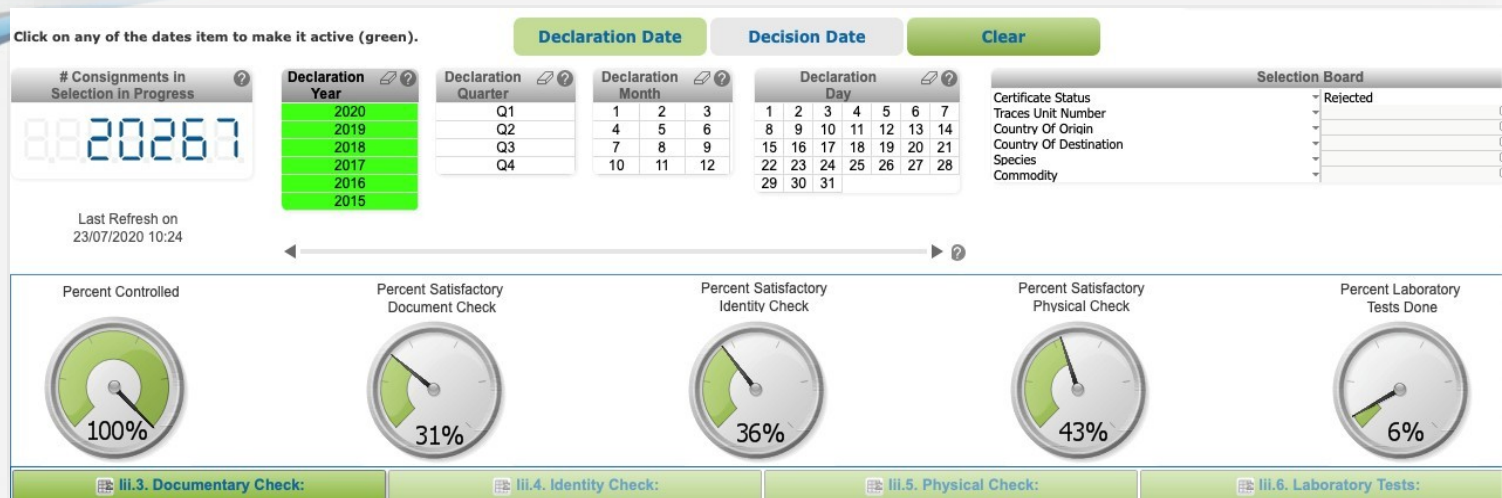 Click on any of the dates item to make it active (green).
Declaration Date
Decision Date
Clear
# Consignments in
Selection in Progress
20267
Last Refresh on
23/07/2020 10:24
Declaration
Year
2020
2019
2018
2017
2016
2015
Declaration
Quarter
Q1
Q2
Q3
Q4
Declaration
Month
1 2 3
4 5 6
7 8 9
10 11 12
Declaration
Day
1 2 3 4 5 6 7
8 9 10 11 12 13 14
15 16 17 18 19 20 21
22 23 24 25 26 27 28
29 30 31
Selection Board
Certificate Status Rejected
Traces Unit Number
Country Of Origin
Country Of Destination
Species
Commodity
Percent Controlled
100%
Percent Satisfactory
Document Check
31%
Percent Satisfactory
Identity Check
36%
Percent Satisfactory
Physical Check
43%
Percent Laboratory
Tests Done
6%
Iii.3. Documentary Check:
Iii.4. Identity Check:
Iii.5. Physical Check:
Iii.6. Laboratory Tests: